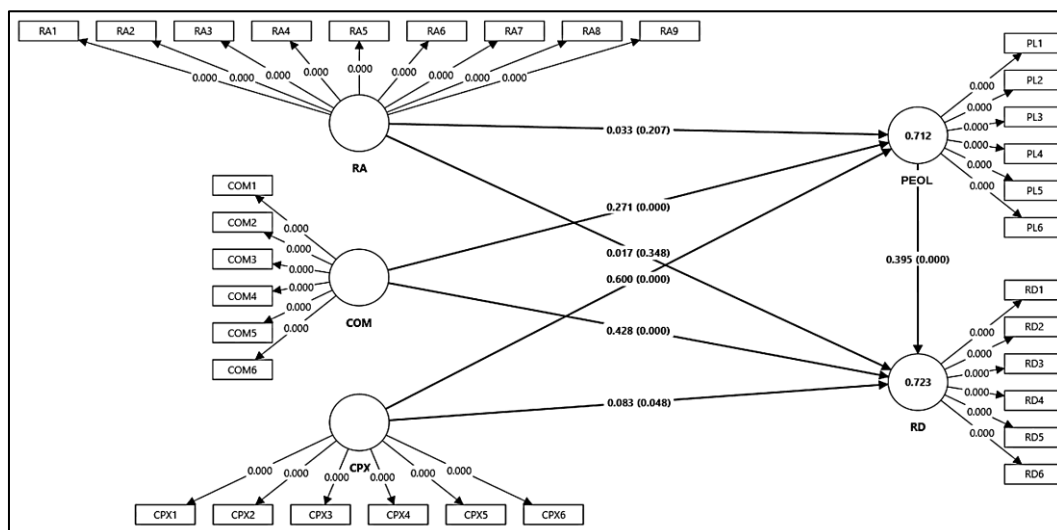 RA1 RA2 RA3 RA4 RA5 RA6 RA7 RA8 RA9
0.000 0.000 0.000 0.000 0.000 0.000 0.000 0.000 0.000
RA
PL1
PL2
PL3
PL4
PL5
PL6
0.000
0.000
0.000
0.000
0.000
0.000
0.712
PEOL
0.033 (0.207)
0.271 (0.000)
0.017 (0.348)
0.600 (0.000)
0.395 (0.000)
0.428 (0.000)
0.083 (0.048)
COM1
COM2
COM3
COM4
COM5
COM6
0.000
0.000
0.000
0.000
0.000
0.000
COM
RD1
RD2
RD3
RD4
RD5
RD6
0.000
0.000
0.000
0.000
0.000
0.000
0.723
RD
CPX
0.000 0.000 0.000 0.000 0.000 0.000
CPX1 CPX2 CPX3 CPX4 CPX5 CPX6